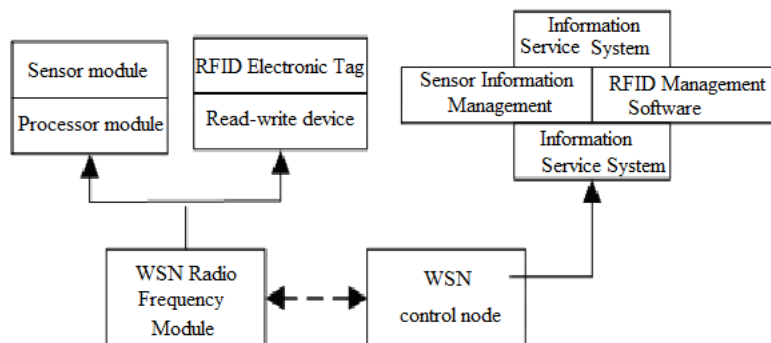 Sensor module
Processor module
RFID Electronic Tag
Read-write device
Information
Service System
Sensor Information
Management
RFID Management
Software
Information
Service System
WSN Radio
Frequency
Module
WSN
control node